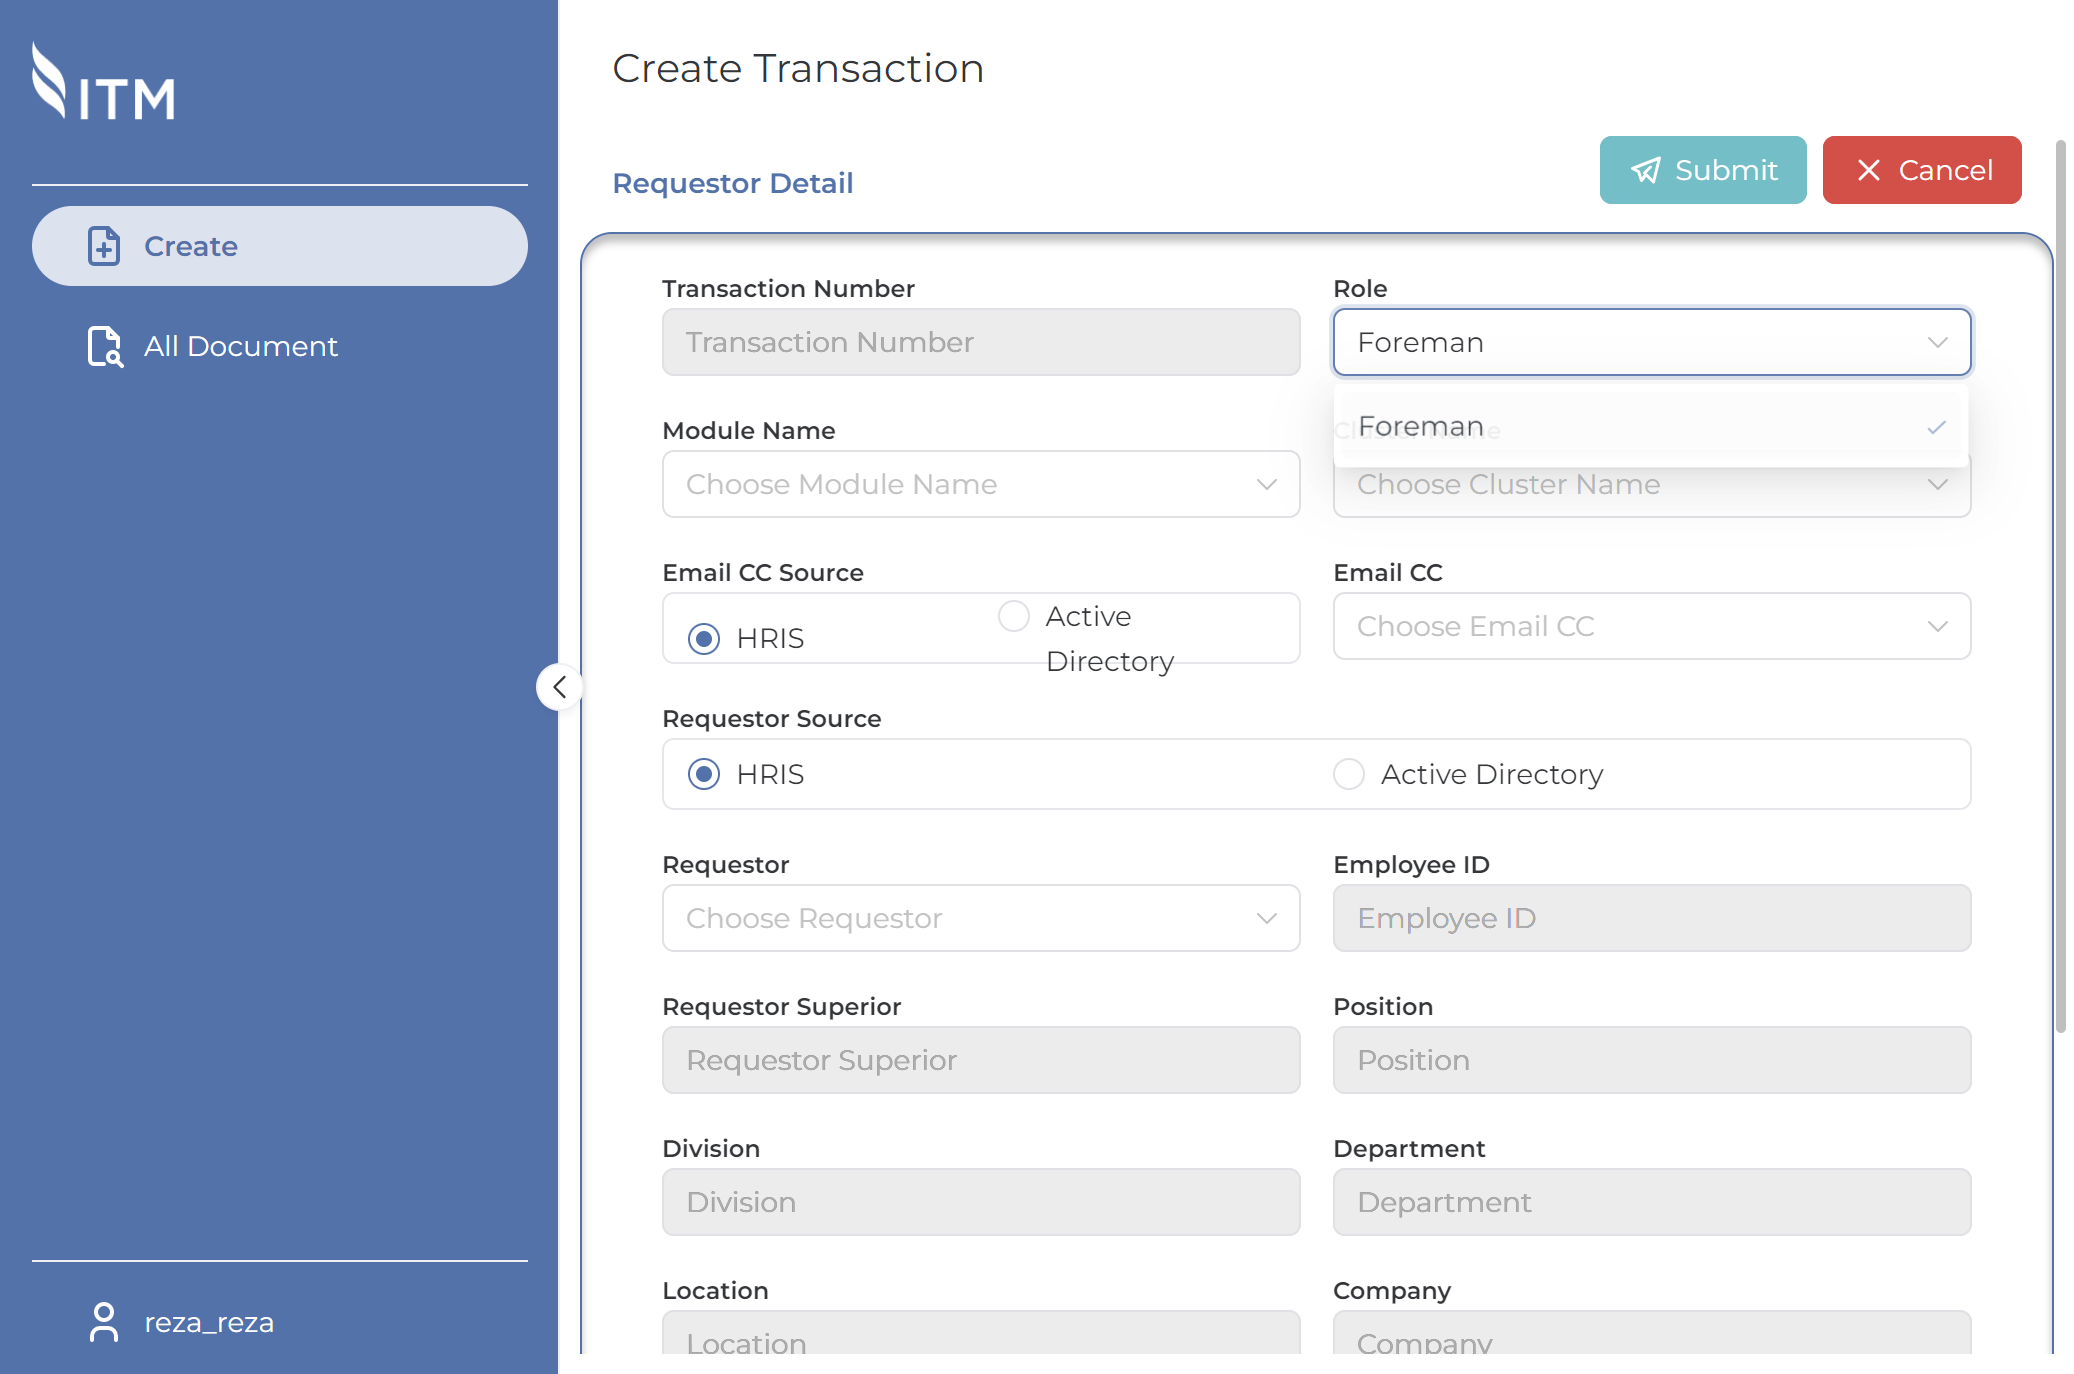 ITM
Create
All Document
reza_reza
Create Transaction
Requestor Detail
Submit
Cancel
Transaction Number
Transaction Number
Role
Foreman
Foreman
Module Name
Choose Module Name
Cluster Name
Choose Cluster Name
Email CC Source
HRIS
Active
Directory
Email CC
Choose Email CC
Requestor Source
HRIS
Active Directory
Requestor
Choose Requestor
Employee ID
Employee ID
Requestor Superior
Requestor Superior
Position
Position
Division
Division
Department
Department
Location
Location
Company
Company